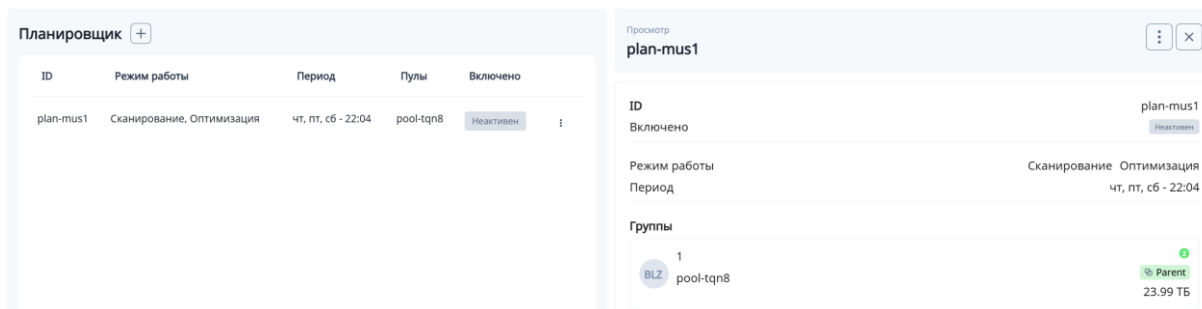 Планировщик
ID Режим работы Период Пулы Включено
plan-mus1 Сканирование, Оптимизация чт, пт, сб - 22:04 pool-tqn8 Неактивен
Просмотр
plan-mus1
ID plan-mus1
Включено Неактивен
Режим работы Сканирование Оптимизация
Период чт, пт, сб - 22:04
Группы
1 2
BLZ pool-tqn8 Parent
23.99 ТБ